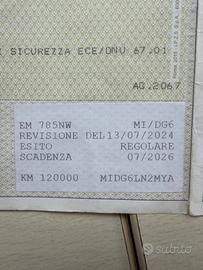 SICUREZZA ECE/ONU 67.01
AG.2067
EM 785NW MI/DG6
REVISIONE DEL13/07/2024
ESITO REGOLARE
SCADENZA 07/2026
KM 120000 MIDG6LN2MYA
subito